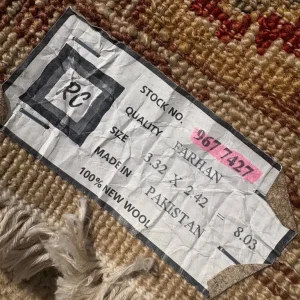 RC
STOCK NO. 967 7427
QUALITY FARHAN
SIZE 3.32 X 2.42 = 8.03
MADE IN PAKISTAN
100% NEW WOOL